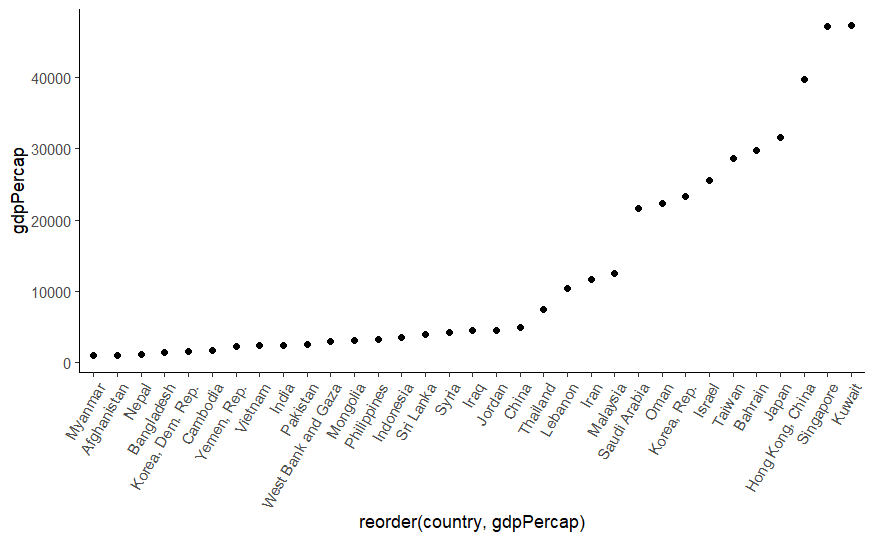 gdpPercap
40000
30000
20000
10000
0
Myanmar
Afghanistan
Nepal
Bangladesh
Korea, Dem. Rep.
Cambodia
Yemen, Rep.
Vietnam
India
Pakistan
West Bank and Gaza
Mongolia
Philippines
Indonesia
Sri Lanka
Syria
Iraq
Jordan
China
Thailand
Lebanon
Iran
Malaysia
Saudi Arabia
Oman
Korea, Rep.
Israel
Taiwan
Bahrain
Japan
Hong Kong, China
Singapore
Kuwait
reorder(country, gdpPercap)